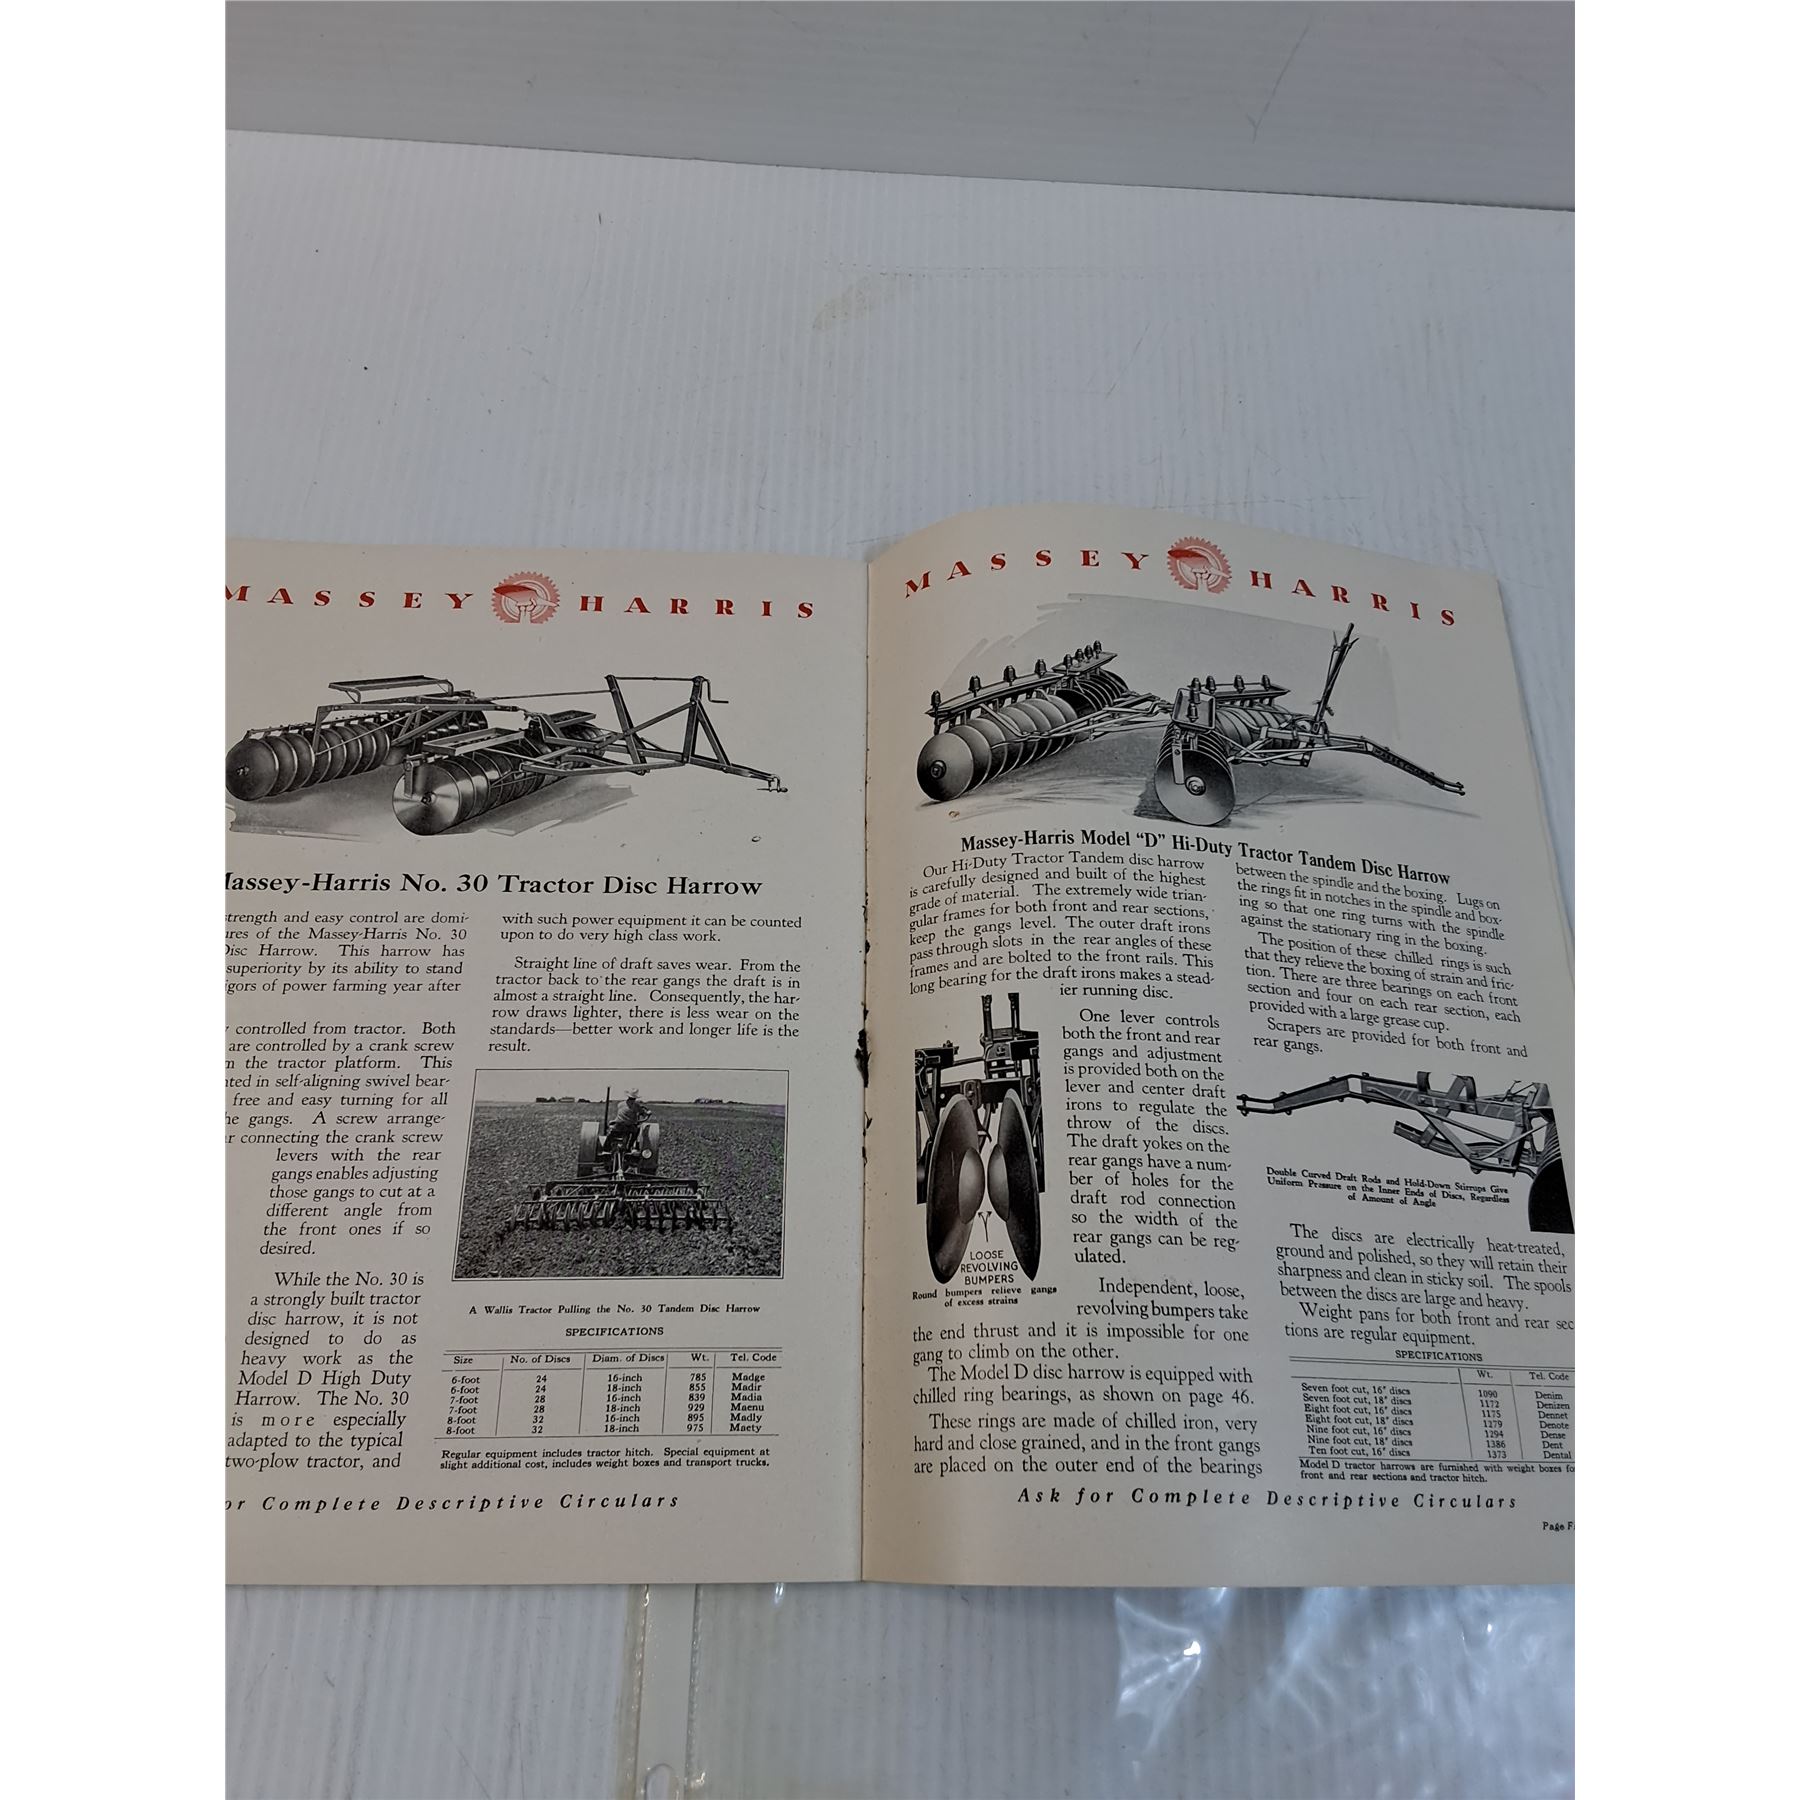 MASSEY HARRIS
Massey-Harris No. 30 Tractor Disc Harrow
strength and easy control are domi-
ures of the Massey-Harris No. 30
Disc Harrow. This harrow has
superiority by its ability to stand
igors of power farming year after
controlled from tractor. Both
are controlled by a crank screw
m the tractor platform. This
nted in self-aligning swivel bear-
free and easy turning for all
he gangs. A screw arrange-
r connecting the crank screw
levers with the rear
gangs enables adjusting
those gangs to cut at a
different angle from
the front ones if so
desired.
While the No. 30 is
a strongly built tractor
disc harrow, it is not
designed to do as
heavy work as the
Model D High Duty
Harrow. The No. 30
is more especially
adapted to the typical
two-plow tractor, and
with such power equipment it can be counted
upon to do very high class work.
Straight line of draft saves wear. From the
tractor back to the rear gangs the draft is in
almost a straight line. Consequently, the har-
row draws lighter, there is less wear on the
standards—better work and longer life is the
result.
A Wallis Tractor Pulling the No. 30 Tandem Disc Harrow
SPECIFICATIONS
Size No. of Discs Diam. of Discs Wt. Tel. Code
6-foot 24 16-inch 785 Madge
6-foot 24 18-inch 855 Madir
7-foot 28 16-inch 839 Madia
7-foot 28 18-inch 929 Maenu
8-foot 32 16-inch 895 Madly
8-foot 32 18-inch 975 Maety
Regular equipment includes tractor hitch. Special equipment at
slight additional cost, includes weight boxes and transport trucks.
or Complete Descriptive Circulars
MASSEY HARRIS
Massey-Harris Model "D" Hi-Duty Tractor Tandem Disc Harrow
Our Hi-Duty Tractor Tandem disc harrow
is carefully designed and built of the highest
grade of material. The extremely wide trian-
gular frames for both front and rear sections,
keep the gangs level. The outer draft irons
pass through slots in the rear angles of these
frames and are bolted to the front rails. This
long bearing for the draft irons makes a stead-
ier running disc.
One lever controls
both the front and rear
gangs and adjustment
is provided both on the
lever and center draft
irons to regulate the
throw of the discs.
The draft yokes on the
rear gangs have a num-
ber of holes for the
draft rod connection
so the width of the
rear gangs can be reg-
ulated.
LOOSE
REVOLVING
BUMPERS
Round bumpers relieve gangs
of excess strains
Independent, loose,
revolving bumpers take
the end thrust and it is impossible for one
gang to climb on the other.
The Model D disc harrow is equipped with
chilled ring bearings, as shown on page 46.
These rings are made of chilled iron, very
hard and close grained, and in the front gangs
are placed on the outer end of the bearings
between the spindle and the boxing. Lugs on
the rings fit in notches in the spindle and box-
ing so that one ring turns with the spindle
against the stationary ring in the boxing.
The position of these chilled rings is such
that they relieve the boxing of strain and fric-
tion. There are three bearings on each front
section and four on each rear section, each
provided with a large grease cup.
Scrapers are provided for both front and
rear gangs.
Double Curved Draft Rods and Hold-Down Stirrups Give
Uniform Pressure on the Inner Ends of Discs, Regardless
of Amount of Angle
The discs are electrically heat-treated,
ground and polished, so they will retain their
sharpness and clean in sticky soil. The spools
between the discs are large and heavy.
Weight pans for both front and rear sec
tions are regular equipment.
SPECIFICATIONS
Wt. Tel. Code
Seven foot cut, 16" discs 1090 Denim
Seven foot cut, 18" discs 1172 Denizen
Eight foot cut, 16" discs 1175 Dennet
Eight foot cut, 18" discs 1279 Denote
Nine foot cut, 16" discs 1294 Dense
Nine foot cut, 18" discs 1386 Dent
Ten foot cut, 16" discs 1373 Dental
Model D tractor harrows are furnished with weight boxes fo
front and rear sections and tractor hitch.
Ask for Complete Descriptive Circulars
Page F